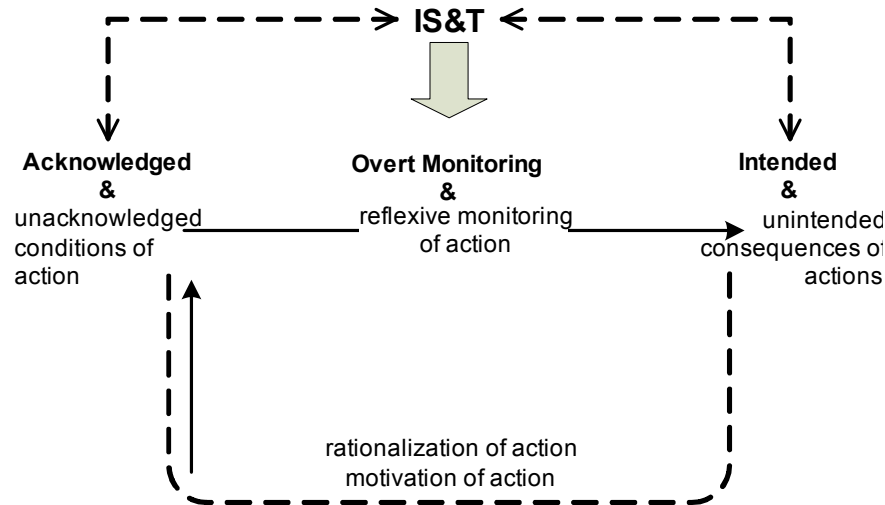 IS&T
Acknowledged
&
unacknowledged
conditions of
action
Overt Monitoring
&
reflexive monitoring
of action
Intended
&
unintended
consequences of
actions
rationalization of action
motivation of action